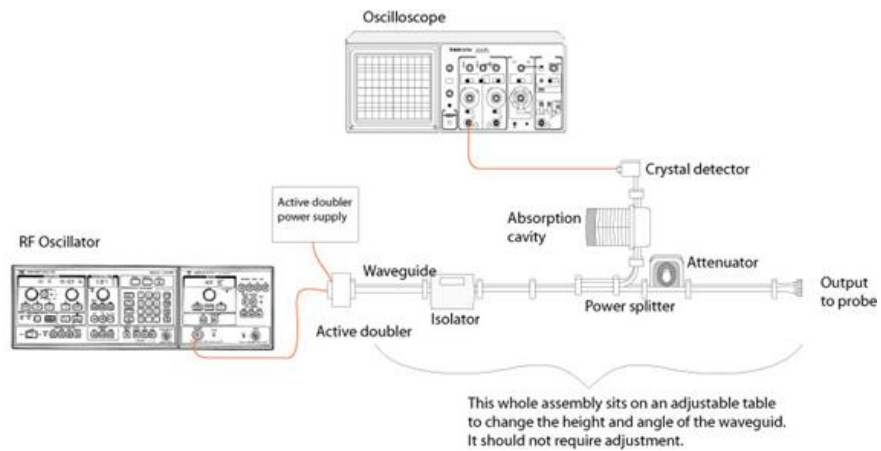 Oscilloscope
Crystal detector
Active doubler
power supply
Absorption
cavity
RF Oscillator
Waveguide
Attenuator
Output
to probe
Isolator
Power splitter
Active doubler
This whole assembly sits on an adjustable table
to change the height and angle of the waveguid.
It should not require adjustment.